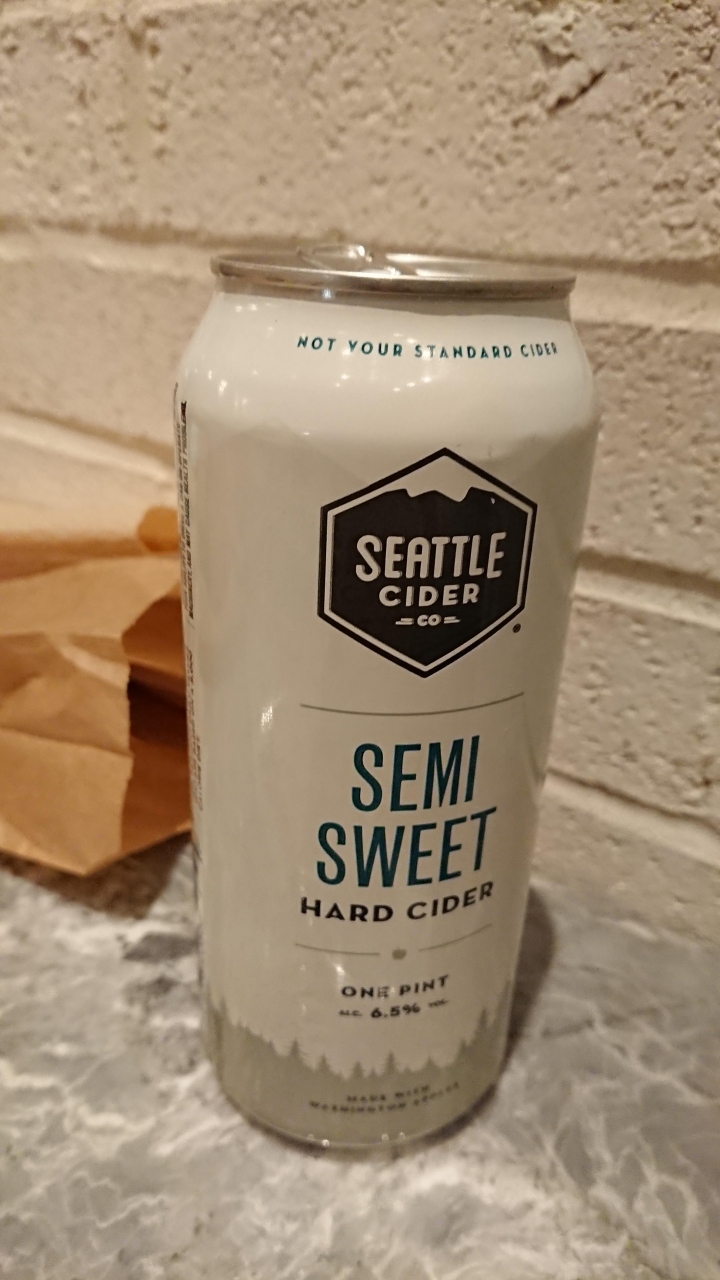 NOT YOUR STANDARD CIDER
SEATTLE
CIDER
CO
SEMI
SWEET
HARD CIDER
ONE PINT
ALC. 6.5% VOL.
MADE WITH
WASHINGTON APPLES